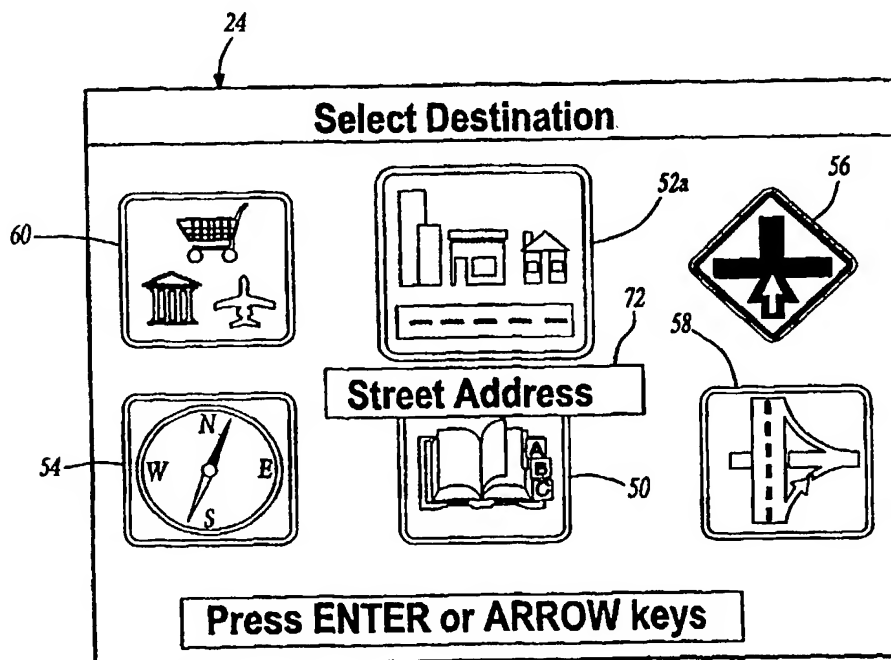 24
Select Destination
60
52a
56
72
58
Street Address
54
N
W
E
S
A
B
C
50
Press ENTER or ARROW keys